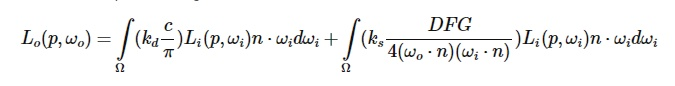 L_o(p, ω_o) = ∫_Ω (k_d c/π) L_i(p, ω_i) n · ω_i dω_i + ∫_Ω (k_s DFG / 4(ω_o · n)(ω_i · n)) L_i(p, ω_i) n · ω_i dω_i